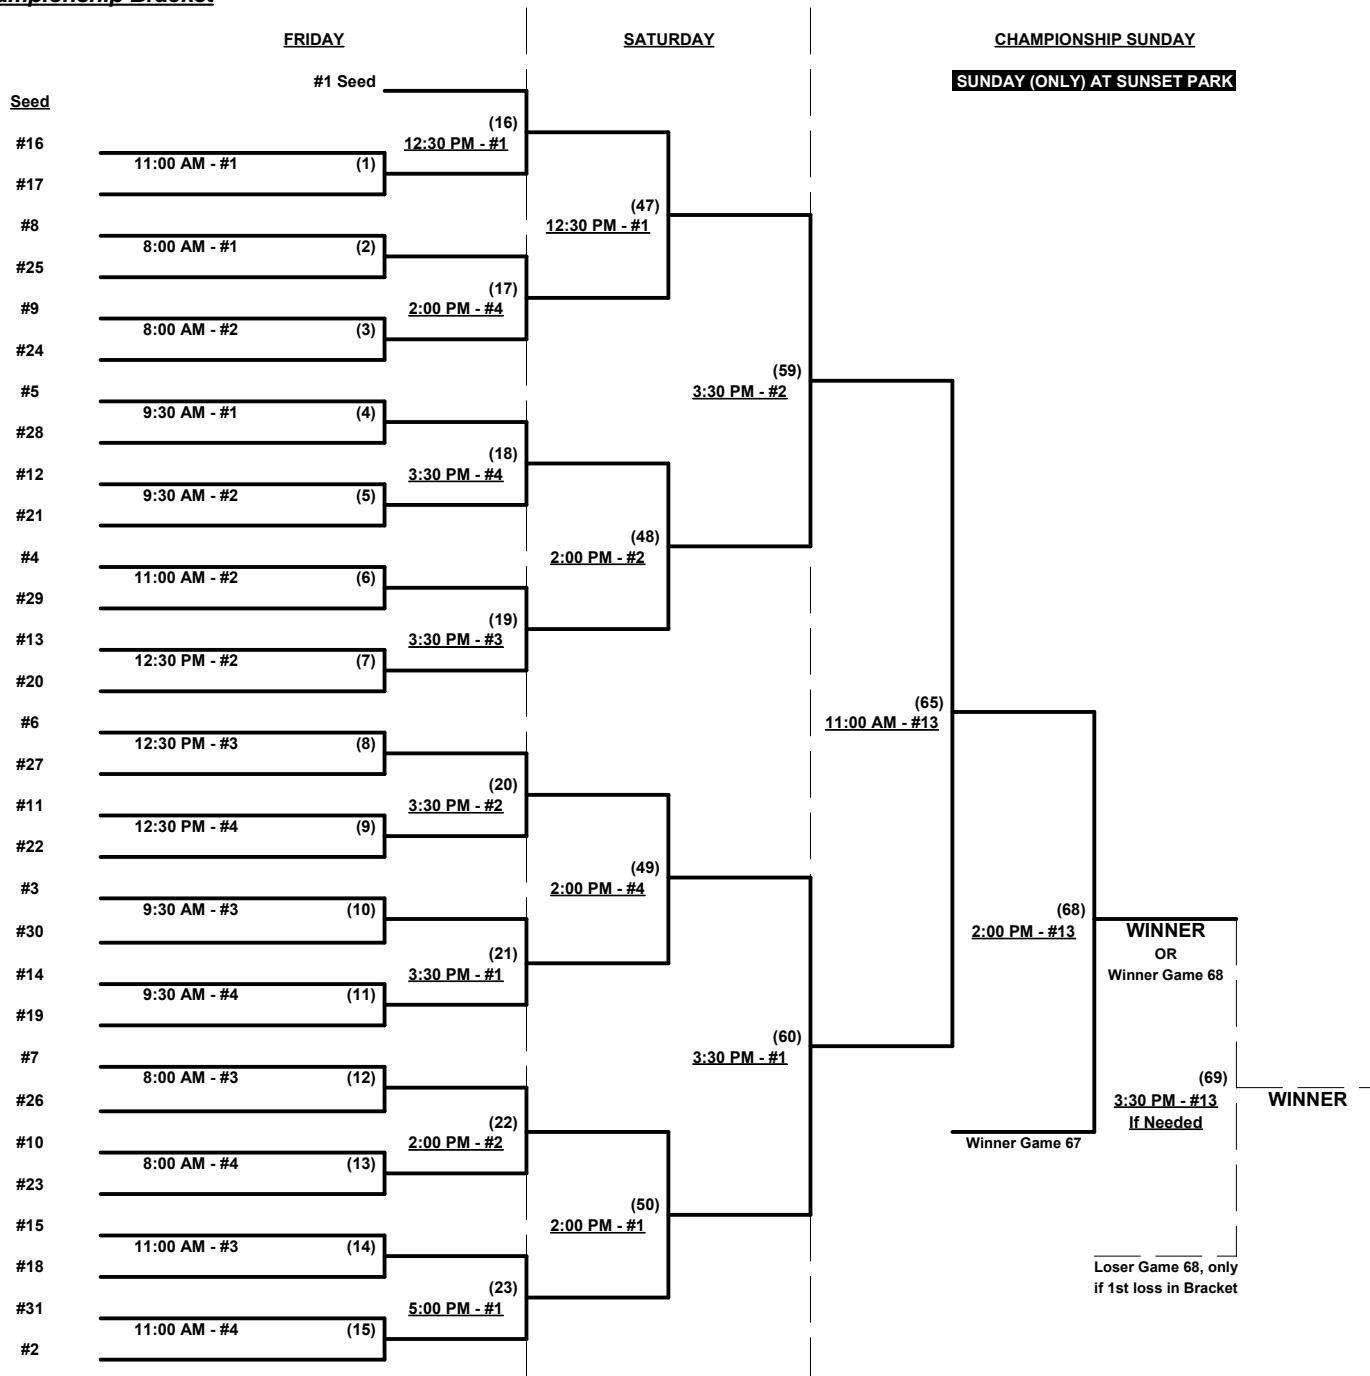 Championship Bracket
FRIDAY
SATURDAY
CHAMPIONSHIP SUNDAY
#1 Seed
SUNDAY (ONLY) AT SUNSET PARK
Seed
(16)
#16
12:30 PM - #1
11:00 AM - #1 (1)
#17
(47)
#8
12:30 PM - #1
8:00 AM - #1 (2)
#25
(17)
#9
2:00 PM - #4
8:00 AM - #2 (3)
#24
(59)
#5
3:30 PM - #2
9:30 AM - #1 (4)
#28
(18)
#12
3:30 PM - #4
9:30 AM - #2 (5)
#21
(48)
#4
2:00 PM - #2
11:00 AM - #2 (6)
#29
(19)
#13
3:30 PM - #3
12:30 PM - #2 (7)
#20
(65)
#6
11:00 AM - #13
12:30 PM - #3 (8)
#27
(20)
#11
3:30 PM - #2
12:30 PM - #4 (9)
#22
(49)
#3
2:00 PM - #4
9:30 AM - #3 (10)
(68)
#30
2:00 PM - #13
WINNER
(21)
OR
#14
3:30 PM - #1
Winner Game 68
9:30 AM - #4 (11)
#19
(60)
#7
3:30 PM - #1
8:00 AM - #3 (12)
(69)
#26
3:30 PM - #13
WINNER
(22)
If Needed
#10
2:00 PM - #2
Winner Game 67
8:00 AM - #4 (13)
#23
(50)
#15
2:00 PM - #1
11:00 AM - #3 (14)
#18
Loser Game 68, only
(23)
if 1st loss in Bracket
#31
5:00 PM - #1
11:00 AM - #4 (15)
#2